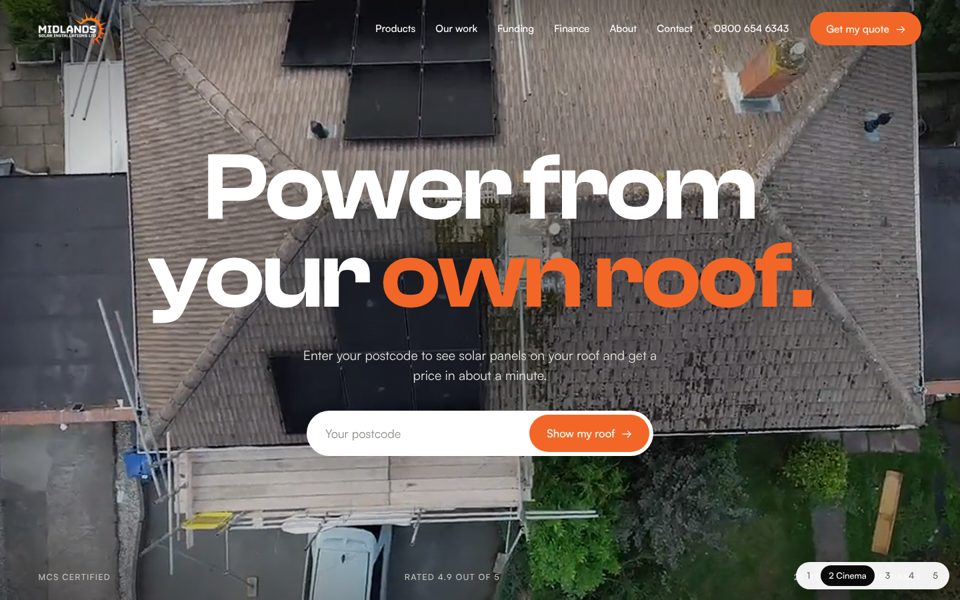 MIDLANDS
SOLAR INSTALLATIONS LTD
Products
Our work
Funding
Finance
About
Contact
0800 654 6343
Get my quote →
Power from
your own roof.
Enter your postcode to see solar panels on your roof and get a
price in about a minute.
Your postcode
Show my roof →
MCS CERTIFIED
RATED 4.9 OUT OF 5
1
2 Cinema
3
4
5